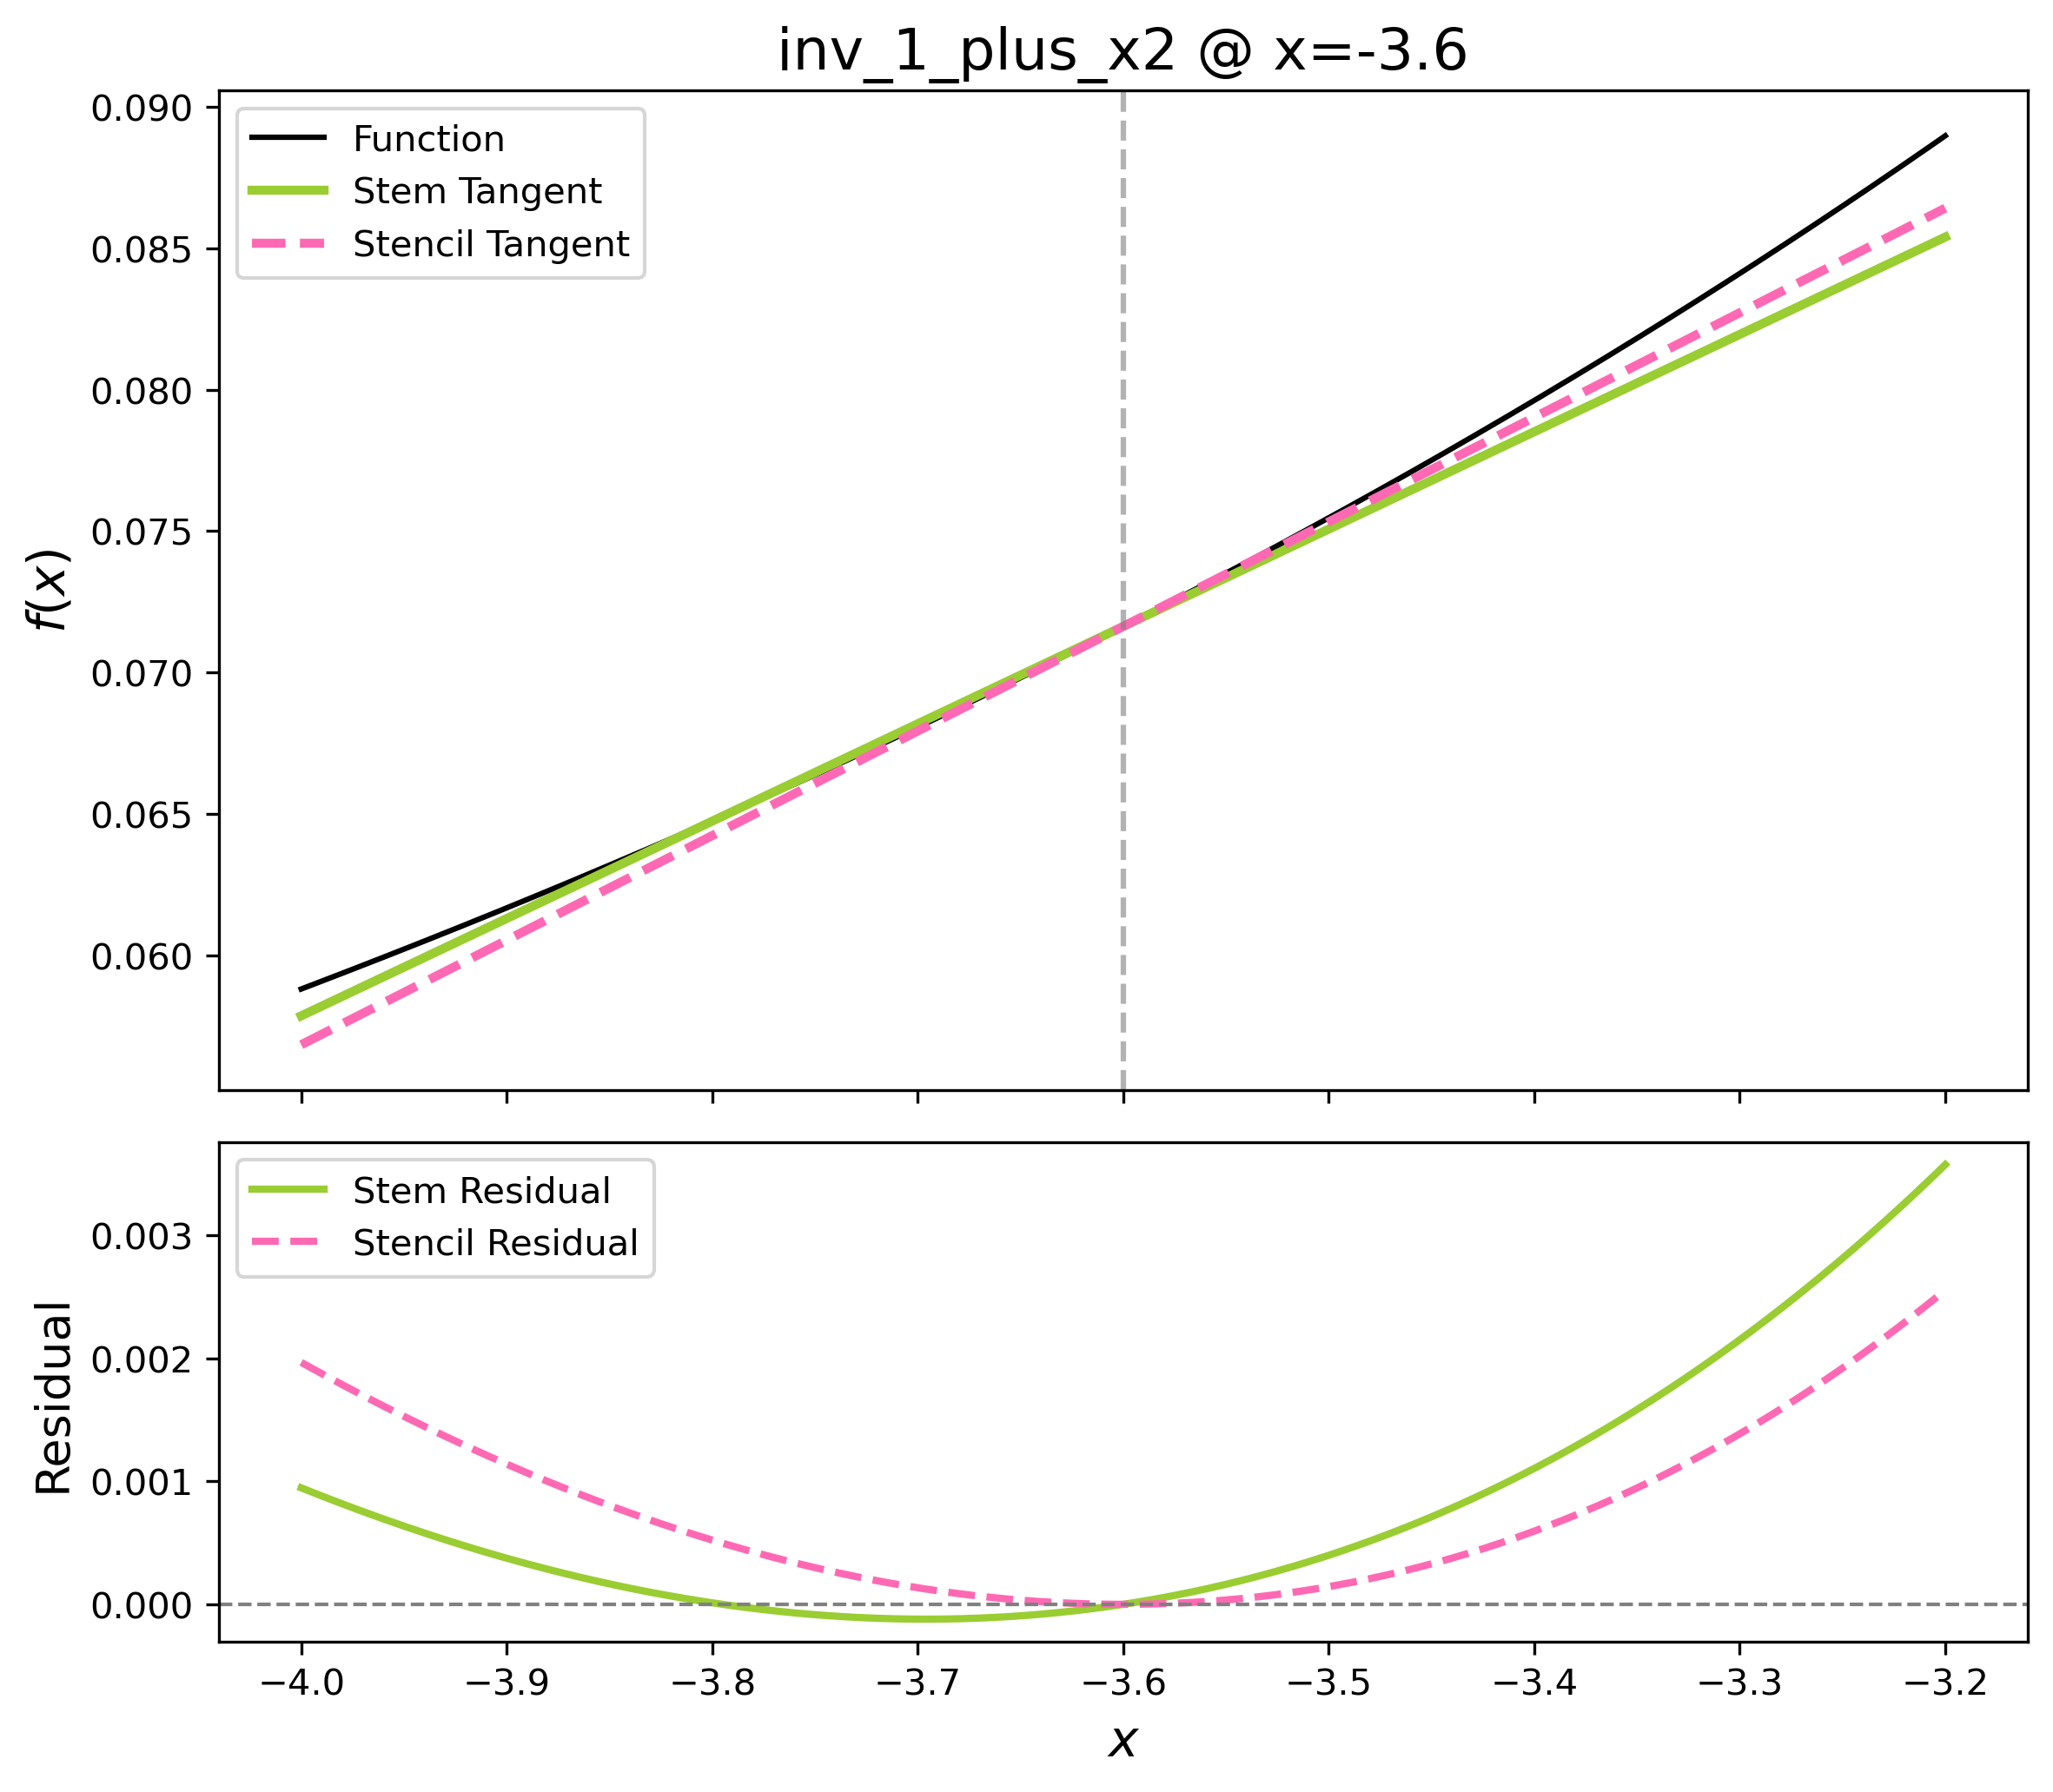 inv_1_plus_x2 @ x=-3.6
0.090
0.085
0.080
0.075
0.070
0.065
0.060
f(x)
Function
Stem Tangent
Stencil Tangent
0.003
0.002
0.001
0.000
Residual
Stem Residual
Stencil Residual
−4.0 −3.9 −3.8 −3.7 −3.6 −3.5 −3.4 −3.3 −3.2
x